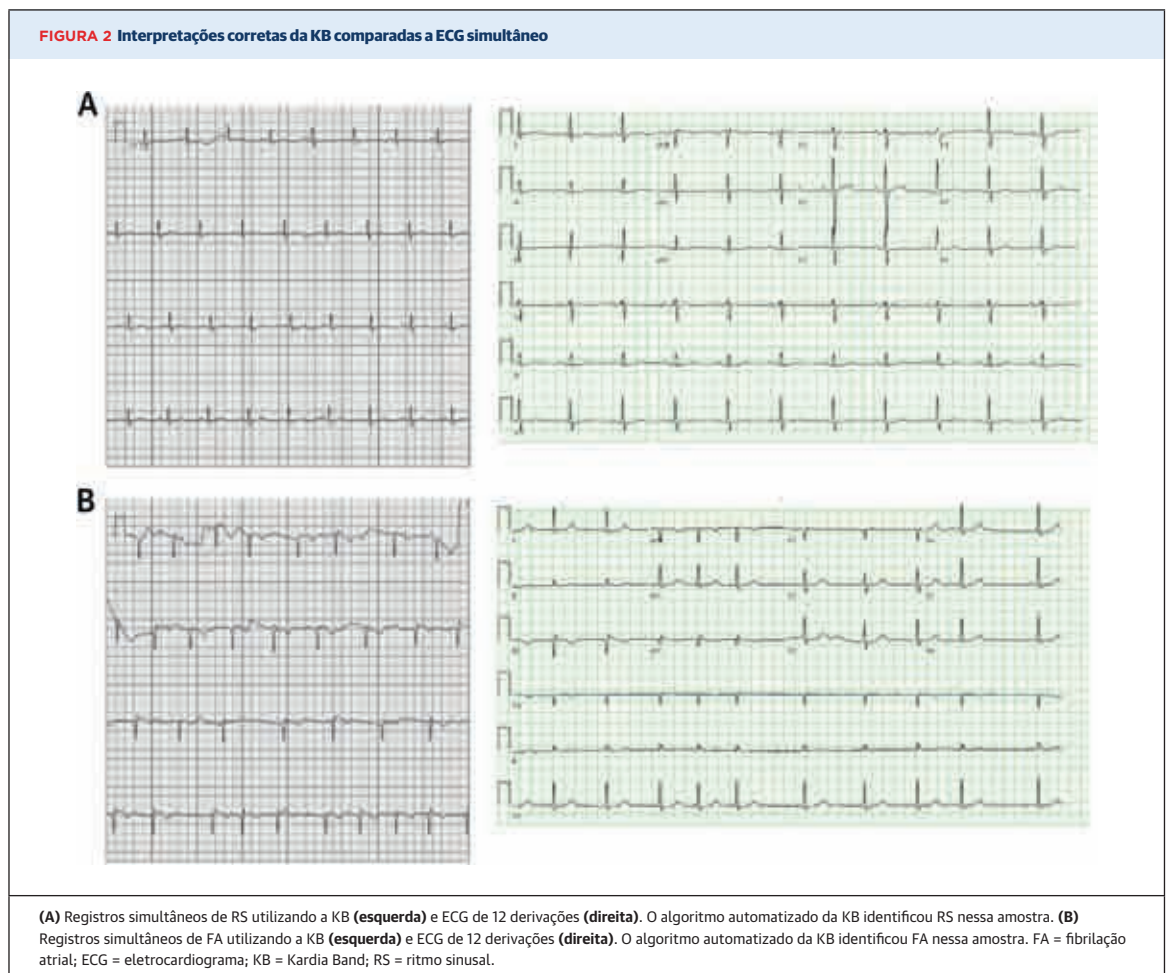 FIGURA 2 Interpretações corretas da KB comparadas a ECG simultâneo
A
B
(A) Registros simultâneos de RS utilizando a KB (esquerda) e ECG de 12 derivações (direita). O algoritmo automatizado da KB identificou RS nessa amostra. (B)
Registros simultâneos de FA utilizando a KB (esquerda) e ECG de 12 derivações (direita). O algoritmo automatizado da KB identificou FA nessa amostra. FA = fibrilação
atrial; ECG = eletrocardiograma; KB = Kardia Band; RS = ritmo sinusal.